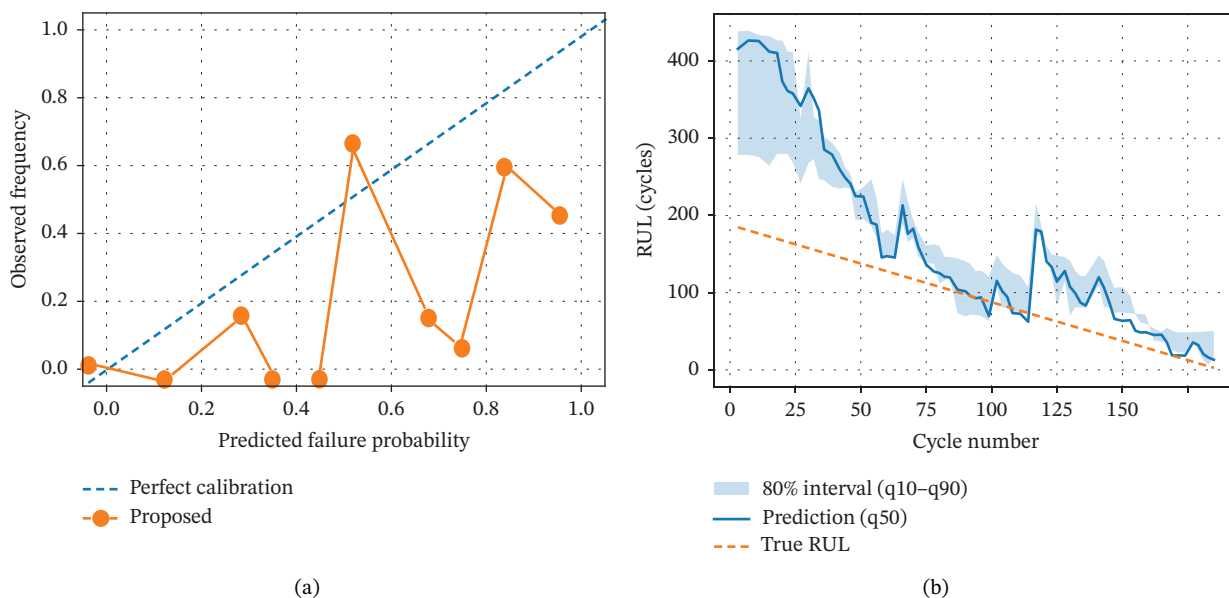 1.0
0.8
0.6
0.4
0.2
0.0
Observed frequency
0.0 0.2 0.4 0.6 0.8 1.0
Predicted failure probability
Perfect calibration
Proposed
(a)
400
300
200
100
0
RUL (cycles)
0 25 50 75 100 125 150
Cycle number
80% interval (q10–q90)
Prediction (q50)
True RUL
(b)